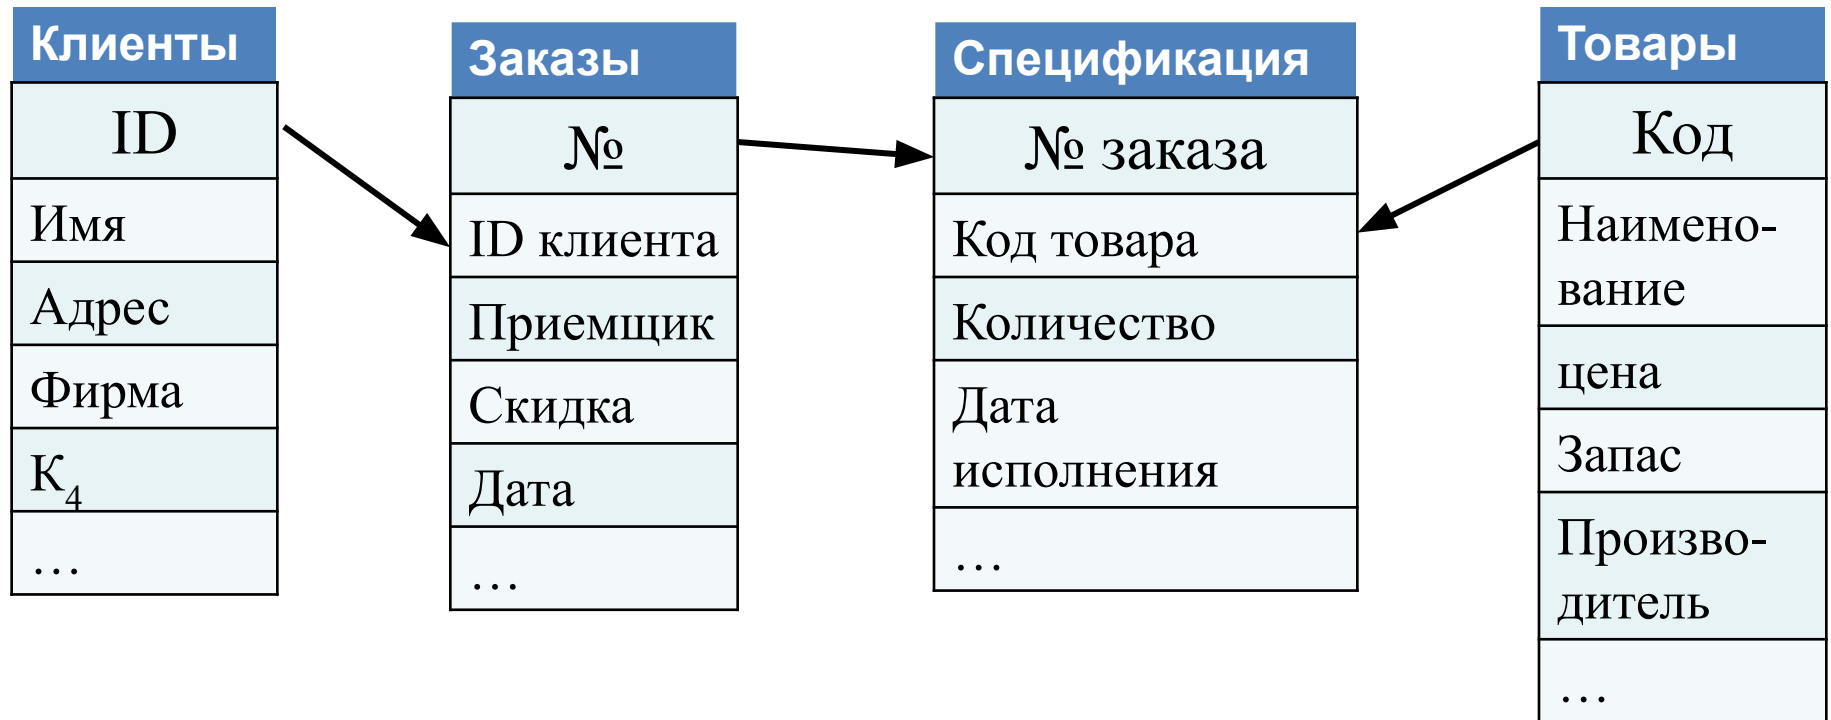 Клиенты
ID
Имя
Адрес
Фирма
К₄
…
Заказы
№
ID клиента
Приемщик
Скидка
Дата
…
Спецификация
№ заказа
Код товара
Количество
Дата
исполнения
…
Товары
Код
Наимено-
вание
цена
Запас
Произво-
дитель
…